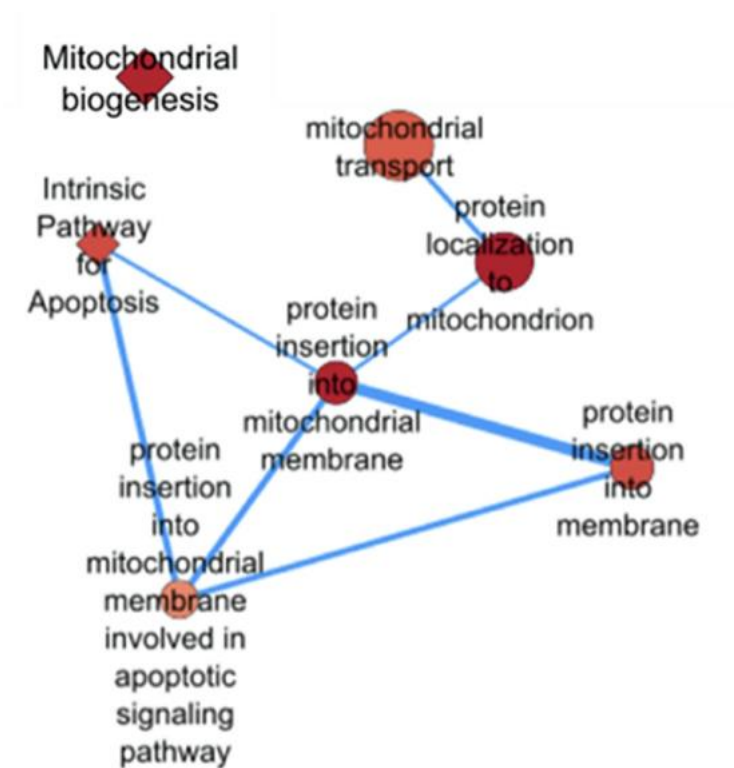 Mitochondrial
biogenesis
mitochondrial
transport
Intrinsic
Pathway
for
Apoptosis
protein
localization
to
mitochondrion
protein
insertion
into
mitochondrial
membrane
protein
insertion
into
membrane
protein
insertion
into
mitochondrial
membrane
involved in
apoptotic
signaling
pathway